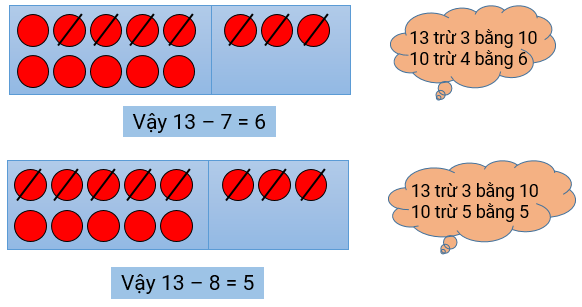 13 trừ 3 bằng 10
10 trừ 4 bằng 6
Vậy 13 – 7 = 6
13 trừ 3 bằng 10
10 trừ 5 bằng 5
Vậy 13 – 8 = 5